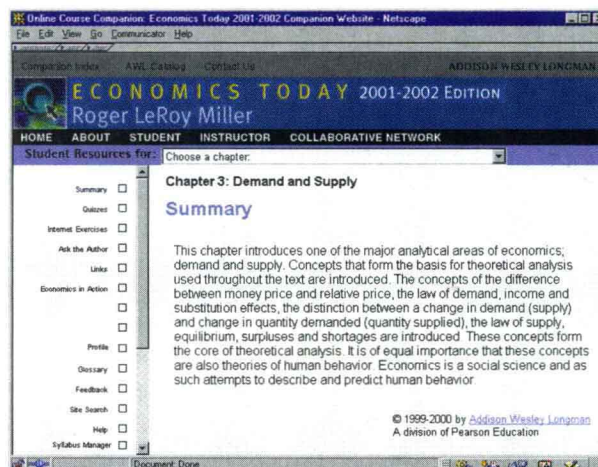 Online Course Companion: Economics Today 2001-2002 Companion Website - Netscape
File Edit View Go Communicator Help
Companion Index AWL Catalog Contact Us ADDISON WESLEY LONGMAN
ECONOMICS TODAY 2001-2002 EDITION
Roger LeRoy Miller
HOME ABOUT STUDENT INSTRUCTOR COLLABORATIVE NETWORK
Student Resources for: Choose a chapter:
Chapter 3: Demand and Supply
Summary
Summary
Quizzes
Internet Exercises
Ask the Author
Links
Economics in Action
Profile
Glossary
Feedback
Site Search
Help
Syllabus Manager
This chapter introduces one of the major analytical areas of economics;
demand and supply. Concepts that form the basis for theoretical analysis
used throughout the text are introduced. The concepts of the difference
between money price and relative price, the law of demand, income and
substitution effects, the distinction between a change in demand (supply)
and change in quantity demanded (quantity supplied), the law of supply,
equilibrium, surpluses and shortages are introduced. These concepts form
the core of theoretical analysis. It is of equal importance that these concepts
are also theories of human behavior. Economics is a social science and as
such attempts to describe and predict human behavior.
© 1999-2000 by Addison Wesley Longman
A division of Pearson Education
Document: Done